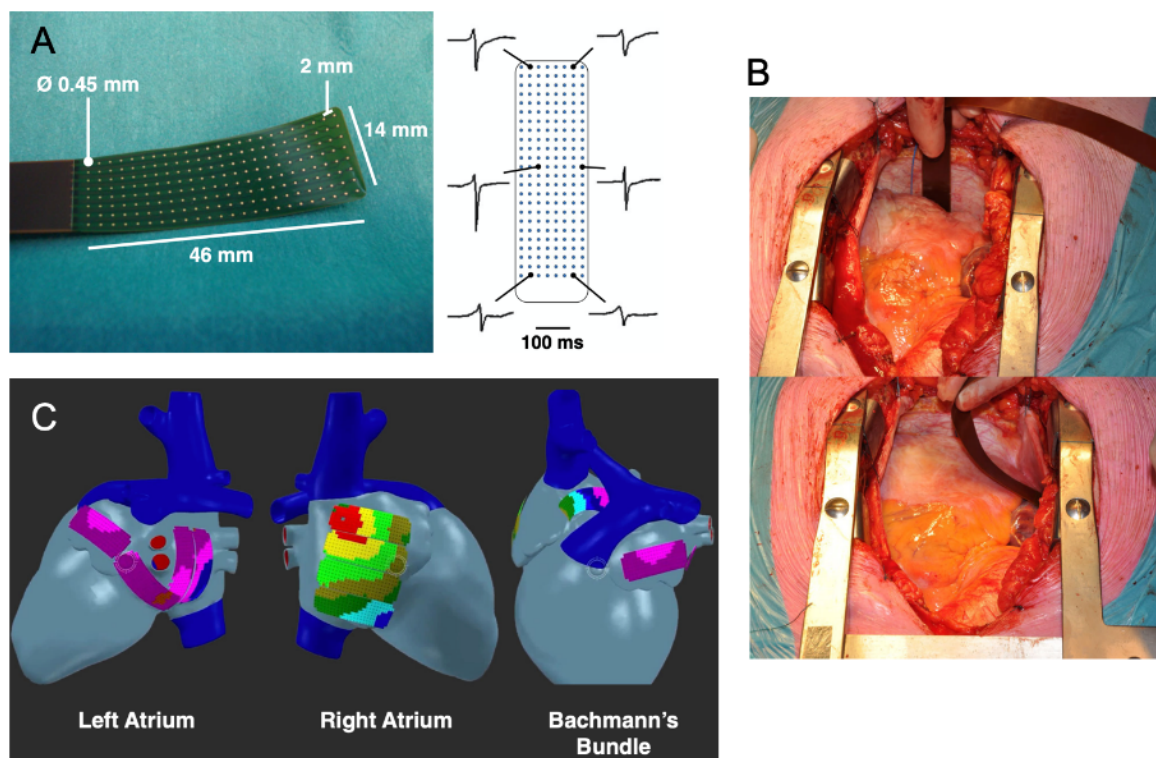 A
Ø 0.45 mm
2 mm
14 mm
46 mm
100 ms
B
C
Left Atrium
Right Atrium
Bachmann's
Bundle